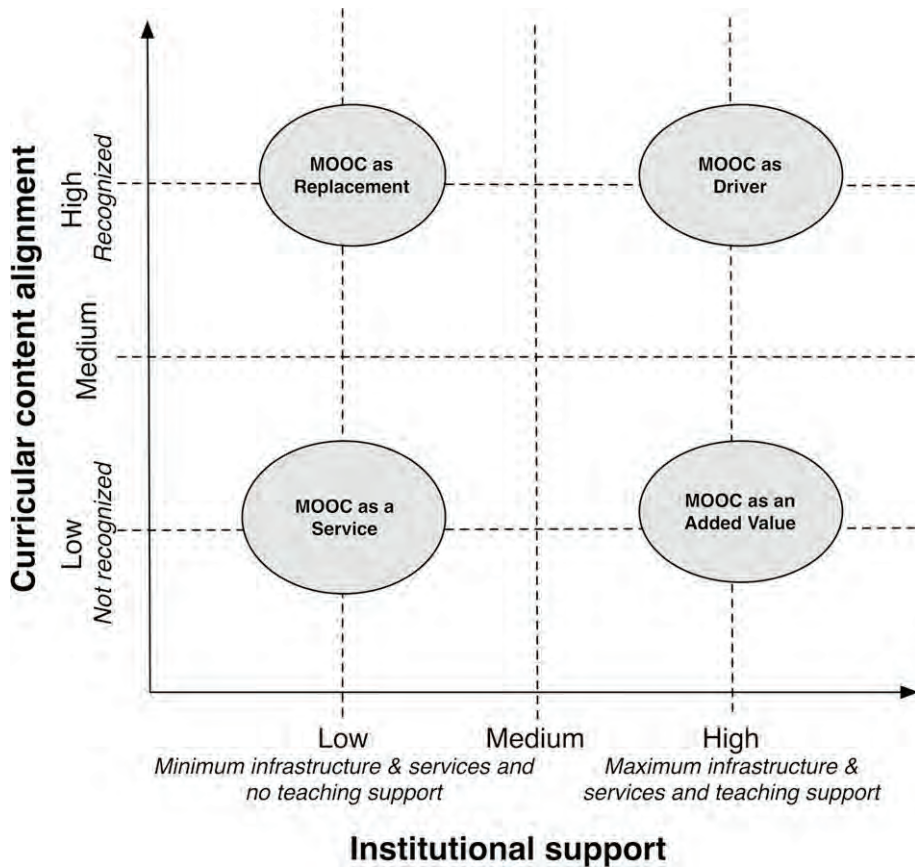 Curricular content alignment
High
Recognized
Medium
Low
Not recognized
MOOC as
Replacement
MOOC as
Driver
MOOC as a
Service
MOOC as an
Added Value
Low
Medium
High
Minimum infrastructure & services and
no teaching support
Maximum infrastructure &
services and teaching support
Institutional support